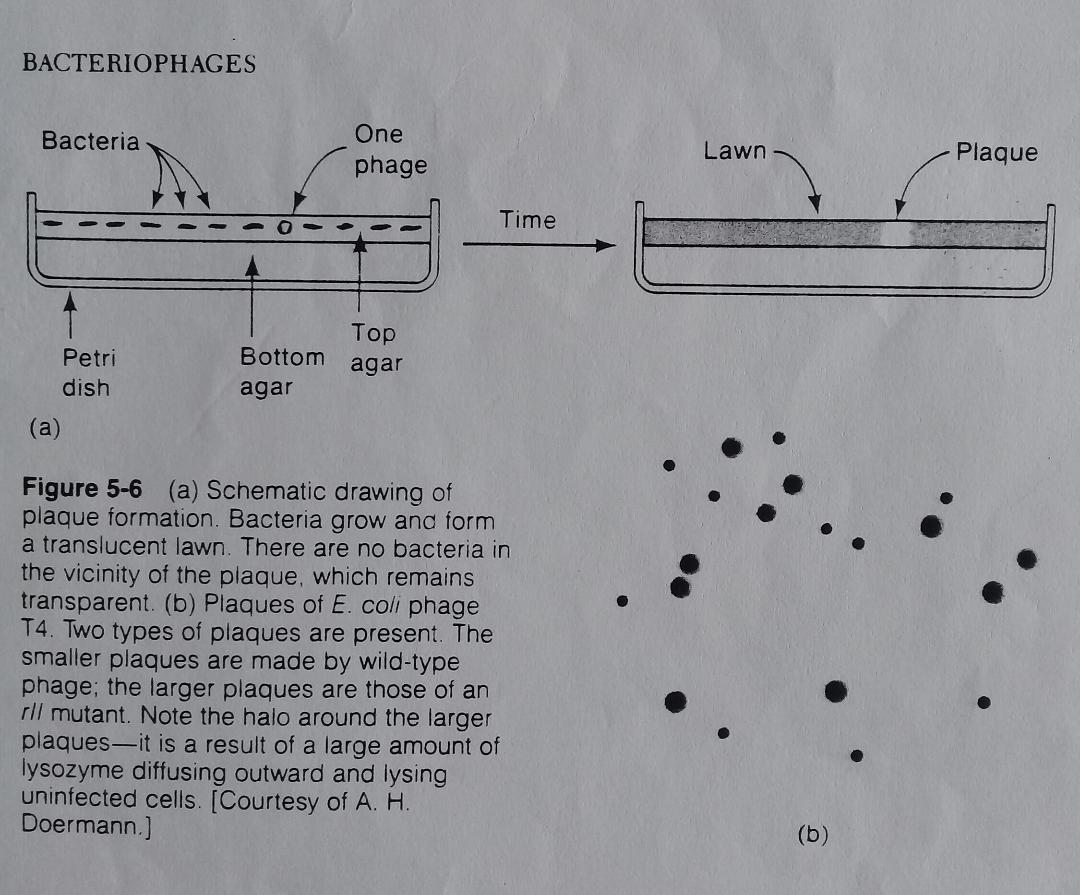 BACTERIOPHAGES
Bacteria
One
phage
Lawn
Plaque
Time
Petri
dish
Bottom
agar
Top
agar
(a)
Figure 5-6 (a) Schematic drawing of
plaque formation. Bacteria grow and form
a translucent lawn. There are no bacteria in
the vicinity of the plaque, which remains
transparent. (b) Plaques of E. coli phage
T4. Two types of plaques are present. The
smaller plaques are made by wild-type
phage; the larger plaques are those of an
rII mutant. Note the halo around the larger
plaques—it is a result of a large amount of
lysozyme diffusing outward and lysing
uninfected cells. [Courtesy of A. H.
Doermann.]
(b)